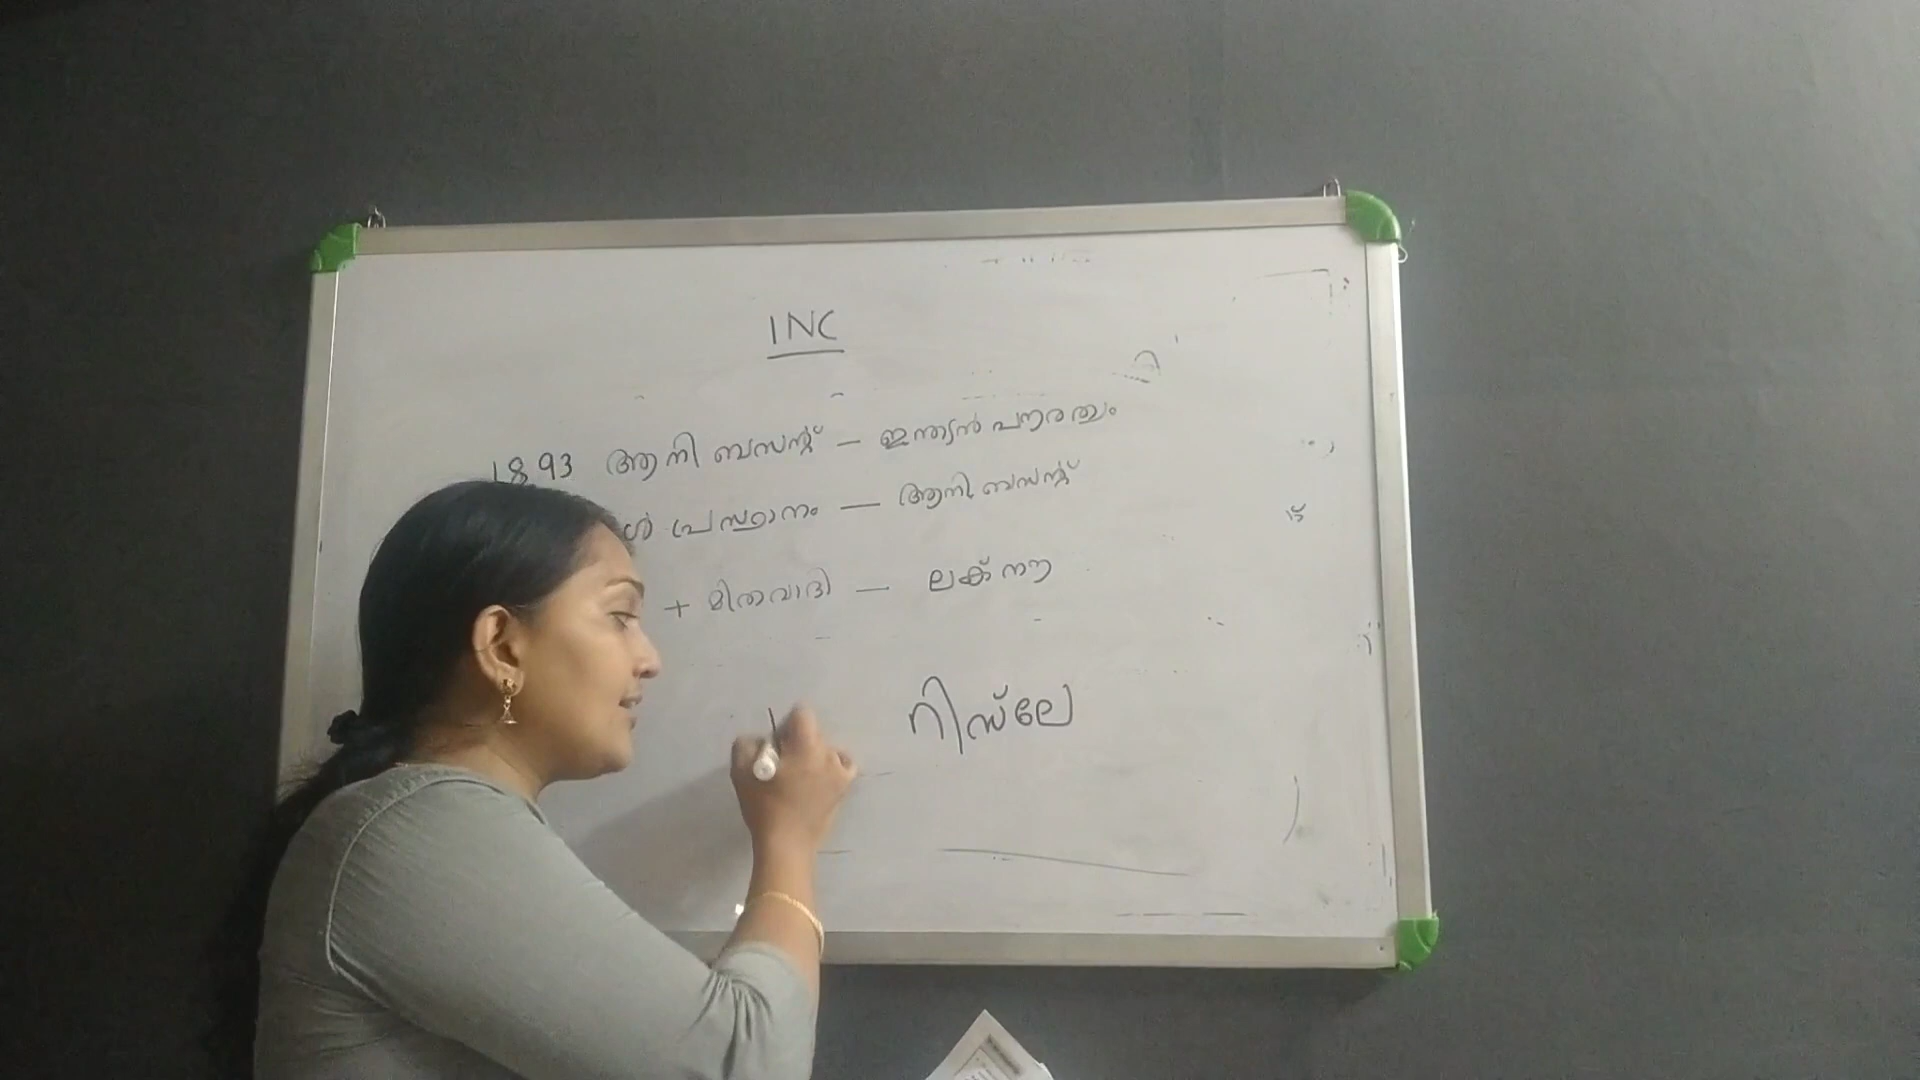 INC
1893 ആനി ബസന്റ് – ഇന്ത്യൻ പൗരത്വം
പ്രസ്ഥാനം — ആനി ബസന്റ്
+ മിതവാദി — ലക്നൗ
റിസ്ലേ